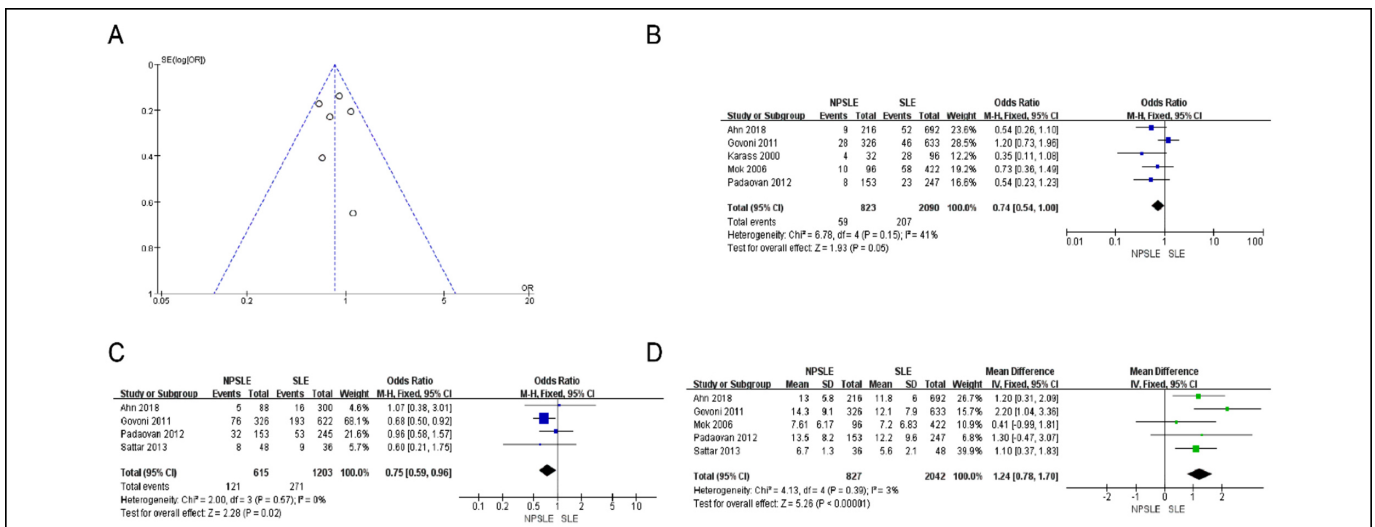 A
SE(log[OR])
0
0.2
0.4
0.6
0.8
1
OR
0.05 0.2 1 5 20
B
NPSLE SLE Odds Ratio Odds Ratio
Study or Subgroup Events Total Events Total Weight M-H, Fixed, 95% CI M-H, Fixed, 95% CI
Ahn 2018 9 216 52 692 23.6% 0.54 [0.26, 1.10]
Govoni 2011 28 326 46 633 28.5% 1.20 [0.73, 1.96]
Karass 2000 4 32 28 96 12.2% 0.35 [0.11, 1.08]
Mok 2006 10 96 58 422 19.2% 0.73 [0.36, 1.49]
Padaovan 2012 8 153 23 247 16.6% 0.54 [0.23, 1.23]
Total (95% CI) 823 2090 100.0% 0.74 [0.54, 1.00]
Total events 59 207
Heterogeneity: Chi² = 6.78, df = 4 (P = 0.15); I² = 41%
Test for overall effect: Z = 1.93 (P = 0.05)
0.01 0.1 1 10 100
NPSLE SLE
C
NPSLE SLE Odds Ratio Odds Ratio
Study or Subgroup Events Total Events Total Weight M-H, Fixed, 95% CI M-H, Fixed, 95% CI
Ahn 2018 5 88 16 300 4.6% 1.07 [0.38, 3.01]
Govoni 2011 76 326 193 622 68.1% 0.68 [0.50, 0.92]
Padaovan 2012 32 153 53 245 21.6% 0.96 [0.58, 1.57]
Sattar 2013 8 48 9 36 5.7% 0.60 [0.21, 1.75]
Total (95% CI) 615 1203 100.0% 0.75 [0.59, 0.96]
Total events 121 271
Heterogeneity: Chi² = 2.00, df = 3 (P = 0.57); I² = 0%
Test for overall effect: Z = 2.28 (P = 0.02)
0.1 0.2 0.5 1 2 5 10
NPSLE SLE
D
NPSLE SLE Mean Difference Mean Difference
Study or Subgroup Mean SD Total Mean SD Total Weight IV, Fixed, 95% CI IV, Fixed, 95% CI
Ahn 2018 13 5.8 216 11.8 6 692 26.7% 1.20 [0.31, 2.09]
Govoni 2011 14.3 9.1 326 12.1 7.9 633 15.7% 2.20 [1.04, 3.36]
Mok 2006 7.61 6.17 96 7.2 6.83 422 10.9% 0.41 [-0.99, 1.81]
Padaovan 2012 13.5 8.2 153 12.2 9.6 247 6.8% 1.30 [-0.47, 3.07]
Sattar 2013 6.7 1.3 36 5.6 2.1 48 40.0% 1.10 [0.37, 1.83]
Total (95% CI) 827 2042 100.0% 1.24 [0.78, 1.70]
Heterogeneity: Chi² = 4.13, df = 4 (P = 0.39); I² = 3%
Test for overall effect: Z = 5.26 (P < 0.00001)
-2 -1 0 1 2
NPSLE SLE